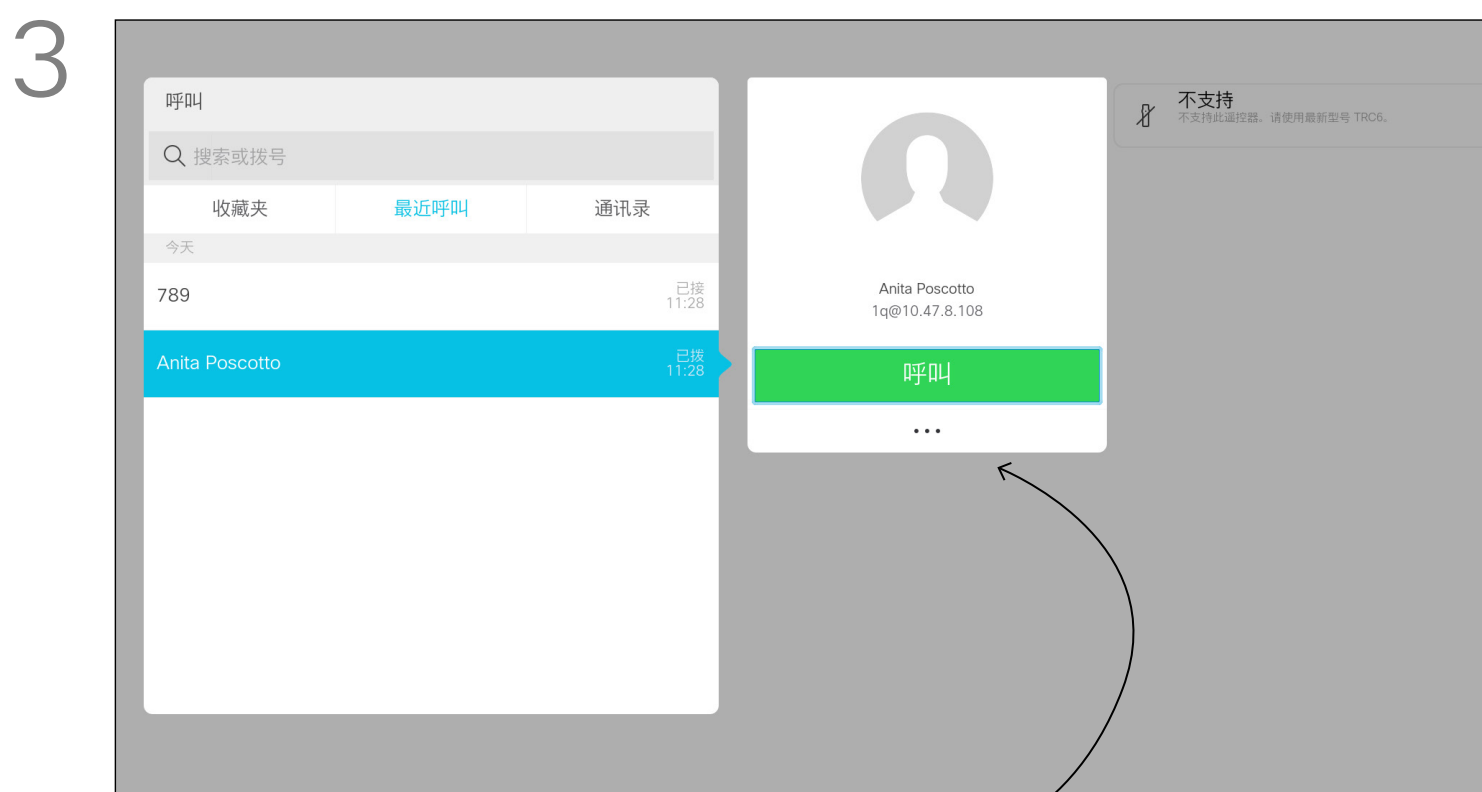 3
呼叫
搜索或拨号
收藏夹 最近呼叫 通讯录
今天
789 已接
11:28
Anita Poscotto 已拨
11:28
Anita Poscotto
1q@10.47.8.108
呼叫
...
不支持
不支持此遥控器。请使用最新型号 TRC6。